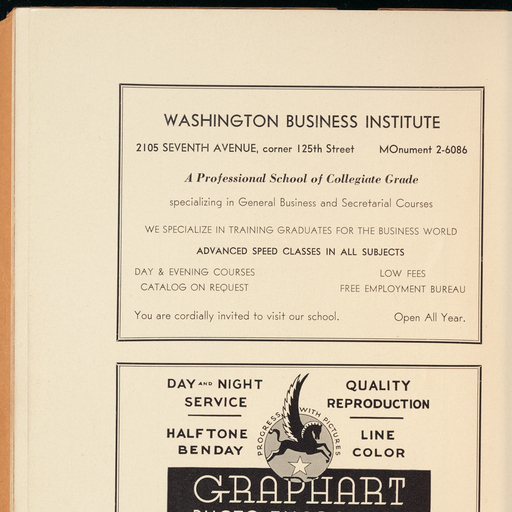 WASHINGTON BUSINESS INSTITUTE
2105 SEVENTH AVENUE, corner 125th Street MOnument 2-6086
A Professional School of Collegiate Grade
specializing in General Business and Secretarial Courses
WE SPECIALIZE IN TRAINING GRADUATES FOR THE BUSINESS WORLD
ADVANCED SPEED CLASSES IN ALL SUBJECTS
DAY & EVENING COURSES LOW FEES
CATALOG ON REQUEST FREE EMPLOYMENT BUREAU
You are cordially invited to visit our school. Open All Year.
DAY AND NIGHT
SERVICE
QUALITY
REPRODUCTION
PROGRESS WITH PICTURES
HALFTONE
BENDAY
LINE
COLOR
GRAPHART